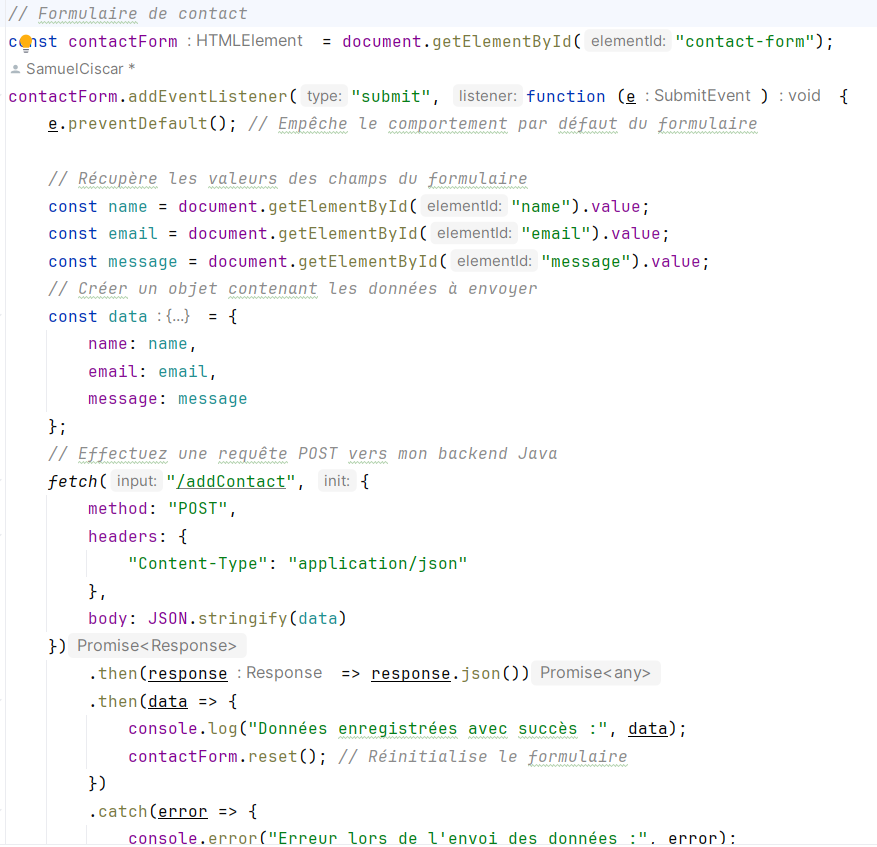 // Formulaire de contact
const contactForm : HTMLElement = document.getElementById( elementId: "contact-form");
SamuelCiscar *
contactForm.addEventListener( type: "submit", listener: function (e : SubmitEvent ) : void {
e.preventDefault(); // Empêche le comportement par défaut du formulaire
// Récupère les valeurs des champs du formulaire
const name = document.getElementById( elementId: "name").value;
const email = document.getElementById( elementId: "email").value;
const message = document.getElementById( elementId: "message").value;
// Créer un objet contenant les données à envoyer
const data : {...} = {
name: name,
email: email,
message: message
};
// Effectuez une requête POST vers mon backend Java
fetch( input: "/addContact", init: {
method: "POST",
headers: {
"Content-Type": "application/json"
},
body: JSON.stringify(data)
}) Promise<Response>
.then(response : Response => response.json()) Promise<any>
.then(data => {
console.log("Données enregistrées avec succès :", data);
contactForm.reset(); // Réinitialise le formulaire
})
.catch(error => {
console.error("Erreur lors de l'envoi des données :", error);